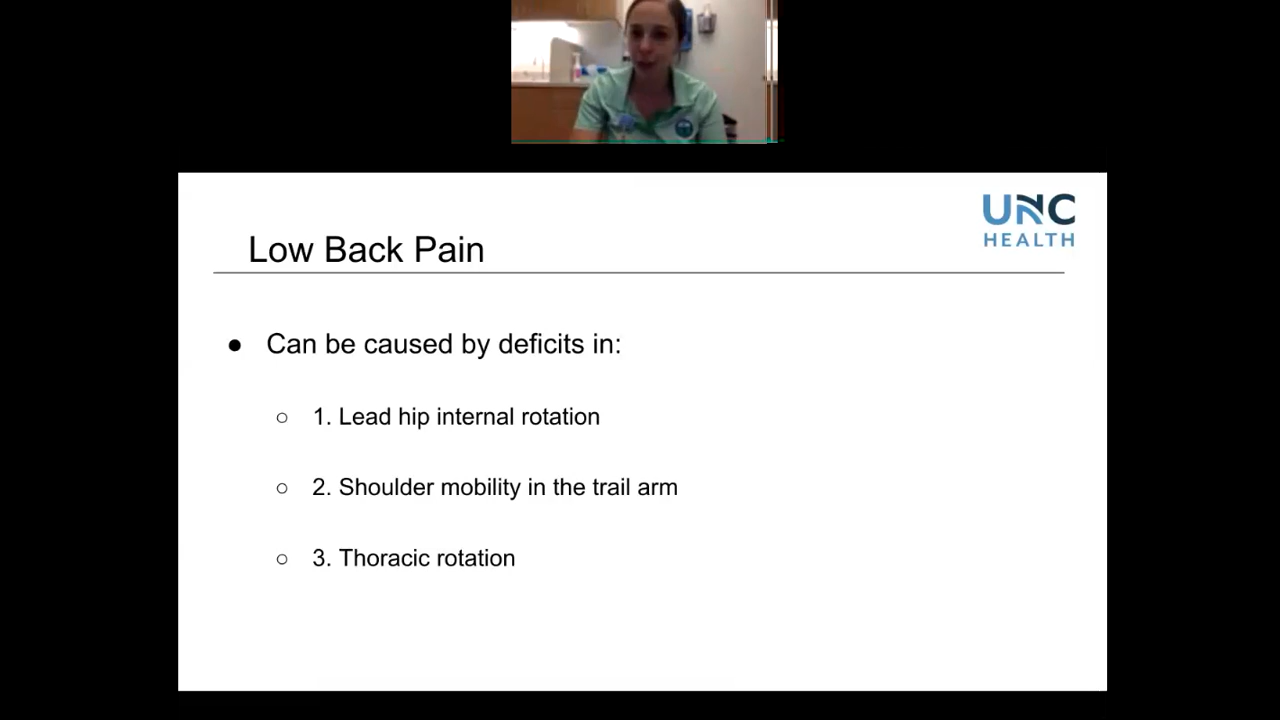 UNC
HEALTH
Low Back Pain
● Can be caused by deficits in:
○ 1. Lead hip internal rotation
○ 2. Shoulder mobility in the trail arm
○ 3. Thoracic rotation